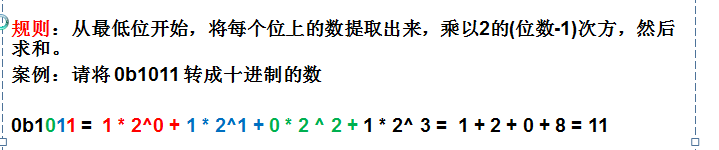 规则：从最低位开始，将每个位上的数提取出来，乘以2的(位数-1)次方，然后
求和。
案例：请将 0b1011 转成十进制的数
0b1011 = 1 * 2^0 + 1 * 2^1 + 0 * 2 ^ 2 + 1 * 2^ 3 = 1 + 2 + 0 + 8 = 11